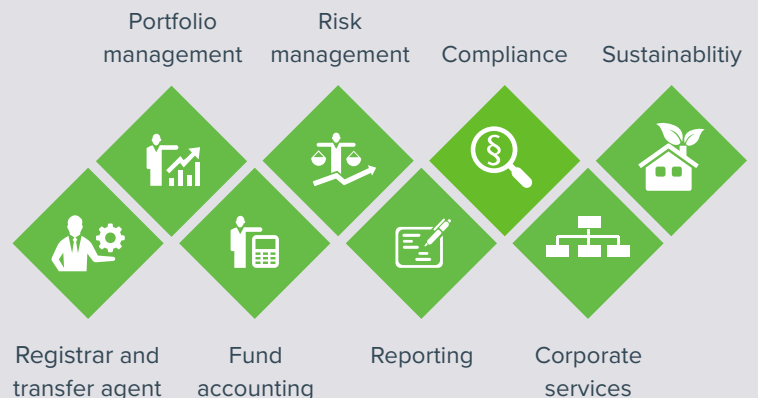 Portfolio
management
Risk
management
Compliance
Sustainablitiy
§
Registrar and
transfer agent
Fund
accounting
Reporting
Corporate
services